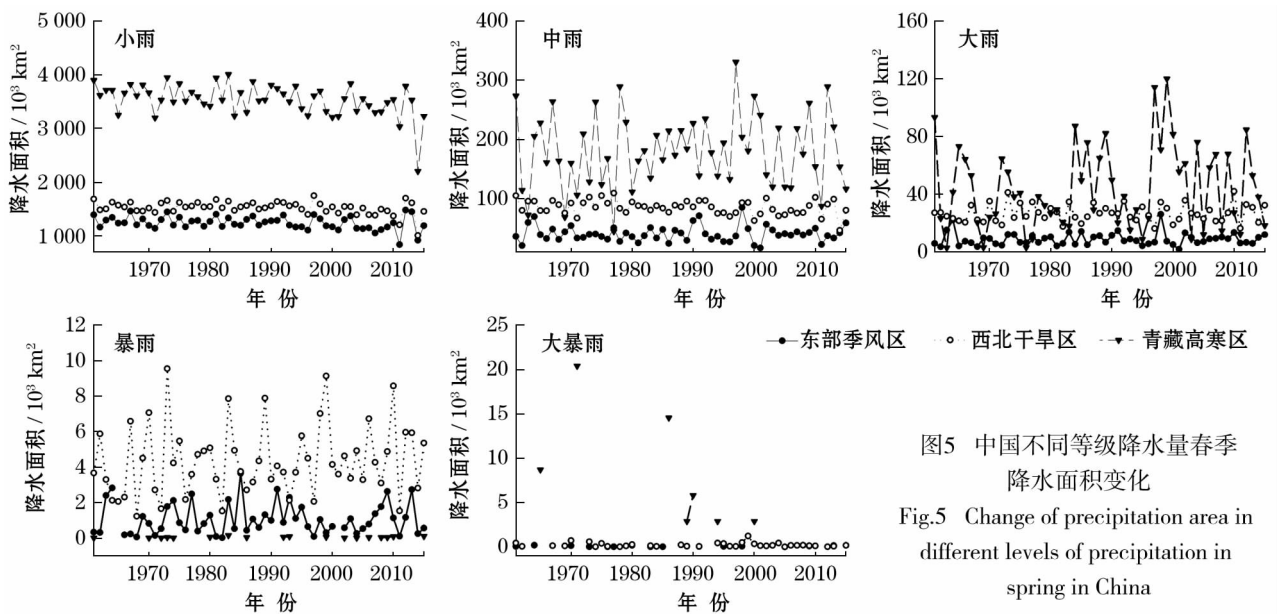 小雨
5 000
4 000
3 000
2 000
1 000
降水面积 / 10³ km²
1970 1980 1990 2000 2010
年 份
中雨
400
300
200
100
降水面积 / 10³ km²
1970 1980 1990 2000 2010
年 份
大雨
160
120
80
40
0
降水面积 / 10³ km²
1970 1980 1990 2000 2010
年 份
暴雨
12
10
8
6
4
2
0
降水面积 / 10³ km²
1970 1980 1990 2000 2010
年 份
大暴雨
25
20
15
10
5
0
降水面积 / 10³ km²
1970 1980 1990 2000 2010
年 份
东部季风区 西北干旱区 青藏高寒区
图5 中国不同等级降水量春季
降水面积变化
Fig.5 Change of precipitation area in
different levels of precipitation in
spring in China